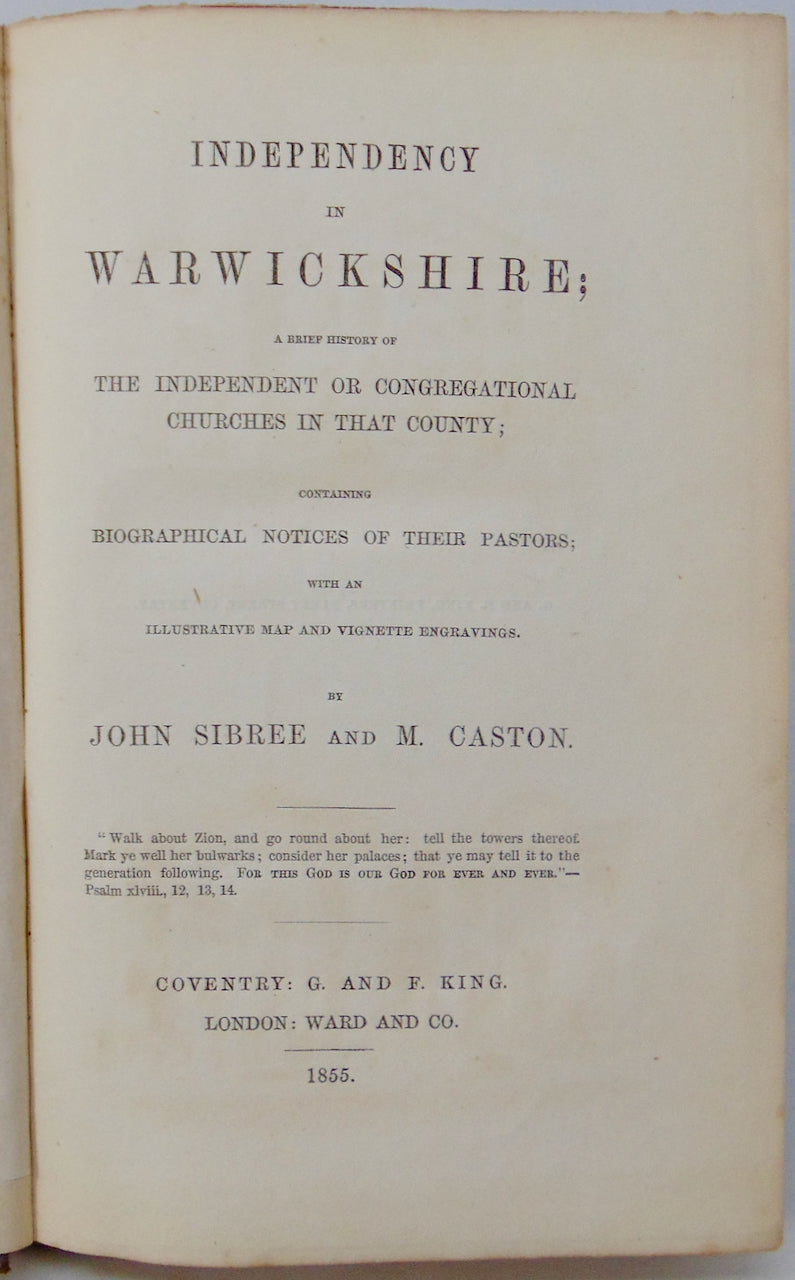 INDEPENDENCY
IN
WARWICKSHIRE;
A BRIEF HISTORY OF
THE INDEPENDENT OR CONGREGATIONAL
CHURCHES IN THAT COUNTY;
CONTAINING
BIOGRAPHICAL NOTICES OF THEIR PASTORS;
WITH AN
ILLUSTRATIVE MAP AND VIGNETTE ENGRAVINGS.
BY
JOHN SIBREE AND M. CASTON.
"Walk about Zion, and go round about her: tell the towers thereof.
Mark ye well her bulwarks; consider her palaces; that ye may tell it to the
generation following. FOR THIS GOD IS OUR GOD FOR EVER AND EVER."—
Psalm xlviii., 12, 13, 14.
COVENTRY: G. AND F. KING.
LONDON: WARD AND CO.
1855.